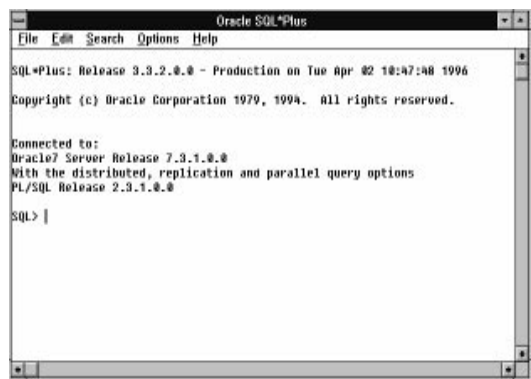 Oracle SQL*Plus
File Edit Search Options Help
SQL*Plus: Release 3.3.2.0.0 - Production on Tue Apr 02 10:47:48 1996
Copyright (c) Oracle Corporation 1979, 1994. All rights reserved.
Connected to:
Oracle7 Server Release 7.3.1.0.0
With the distributed, replication and parallel query options
PL/SQL Release 2.3.1.0.0
SQL>